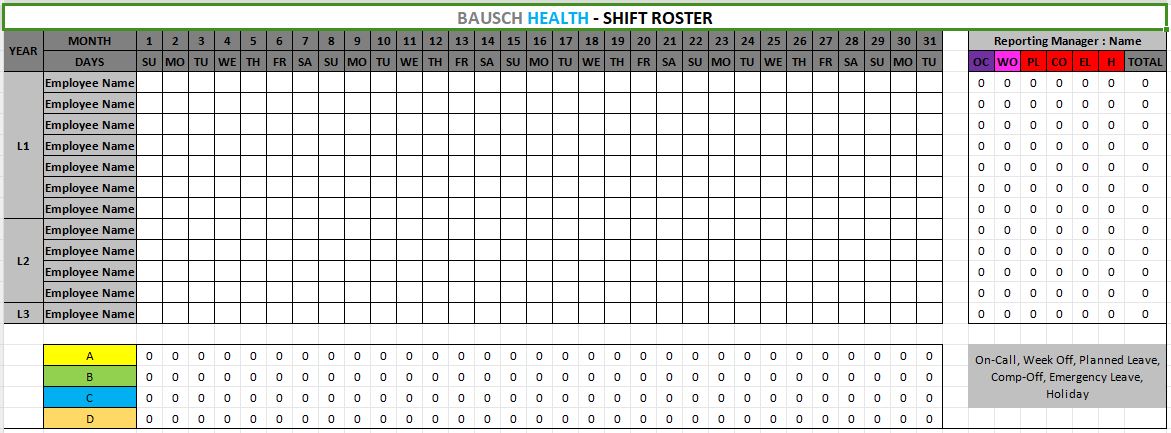 BAUSCH HEALTH - SHIFT ROSTER
YEAR MONTH 1 2 3 4 5 6 7 8 9 10 11 12 13 14 15 16 17 18 19 20 21 22 23 24 25 26 27 28 29 30 31 Reporting Manager : Name
DAYS SU MO TU WE TH FR SA SU MO TU WE TH FR SA SU MO TU WE TH FR SA SU MO TU WE TH FR SA SU MO TU OC WO PL CO EL H TOTAL
Employee Name 0 0 0 0 0 0 0
Employee Name 0 0 0 0 0 0 0
Employee Name 0 0 0 0 0 0 0
L1 Employee Name 0 0 0 0 0 0 0
Employee Name 0 0 0 0 0 0 0
Employee Name 0 0 0 0 0 0 0
Employee Name 0 0 0 0 0 0 0
Employee Name 0 0 0 0 0 0 0
L2 Employee Name 0 0 0 0 0 0 0
Employee Name 0 0 0 0 0 0 0
Employee Name 0 0 0 0 0 0 0
L3 Employee Name 0 0 0 0 0 0 0
A 0 0 0 0 0 0 0 0 0 0 0 0 0 0 0 0 0 0 0 0 0 0 0 0 0 0 0 0 0 0 0
B 0 0 0 0 0 0 0 0 0 0 0 0 0 0 0 0 0 0 0 0 0 0 0 0 0 0 0 0 0 0 0
C 0 0 0 0 0 0 0 0 0 0 0 0 0 0 0 0 0 0 0 0 0 0 0 0 0 0 0 0 0 0 0
D 0 0 0 0 0 0 0 0 0 0 0 0 0 0 0 0 0 0 0 0 0 0 0 0 0 0 0 0 0 0 0
On-Call, Week Off, Planned Leave,
Comp-Off, Emergency Leave,
Holiday